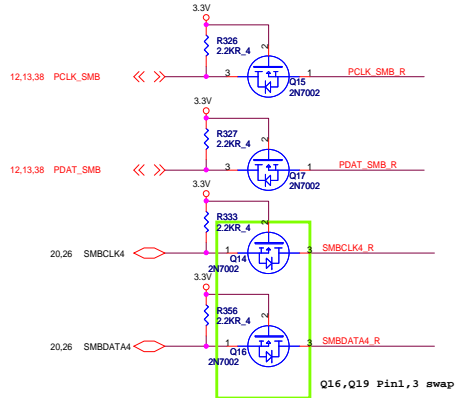 3.3V
R326
2.2KR_4
2
12,13,38 PCLK_SMB
3
1
PCLK_SMB_R
Q15
2N7002
3.3V
R327
2.2KR_4
2
12,13,38 PDAT_SMB
3
1
PDAT_SMB_R
Q17
2N7002
3.3V
R333
2.2KR_4
2
20,26 SMBCLK4
1
3
SMBCLK4_R
Q14
2N7002
3.3V
R356
2.2KR_4
2
20,26 SMBDATA4
1
3
SMBDATA4_R
Q16
2N7002
Q16,Q19 Pin1,3 swap